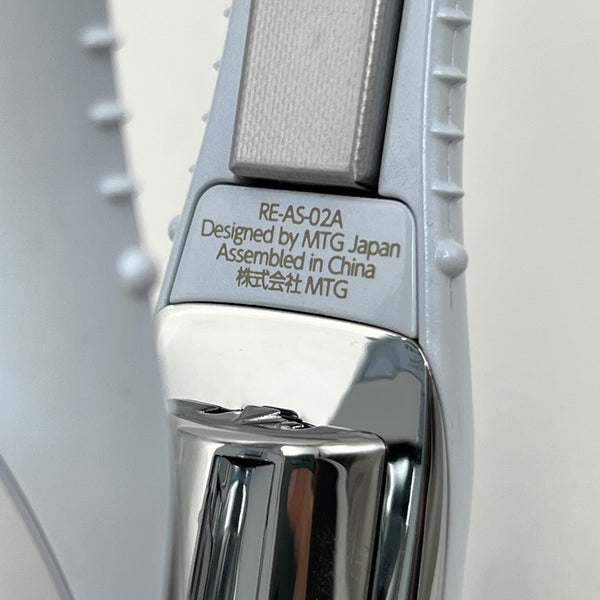 RE-AS-02A
Designed by MTG Japan
Assembled in China
株式会社 MTG